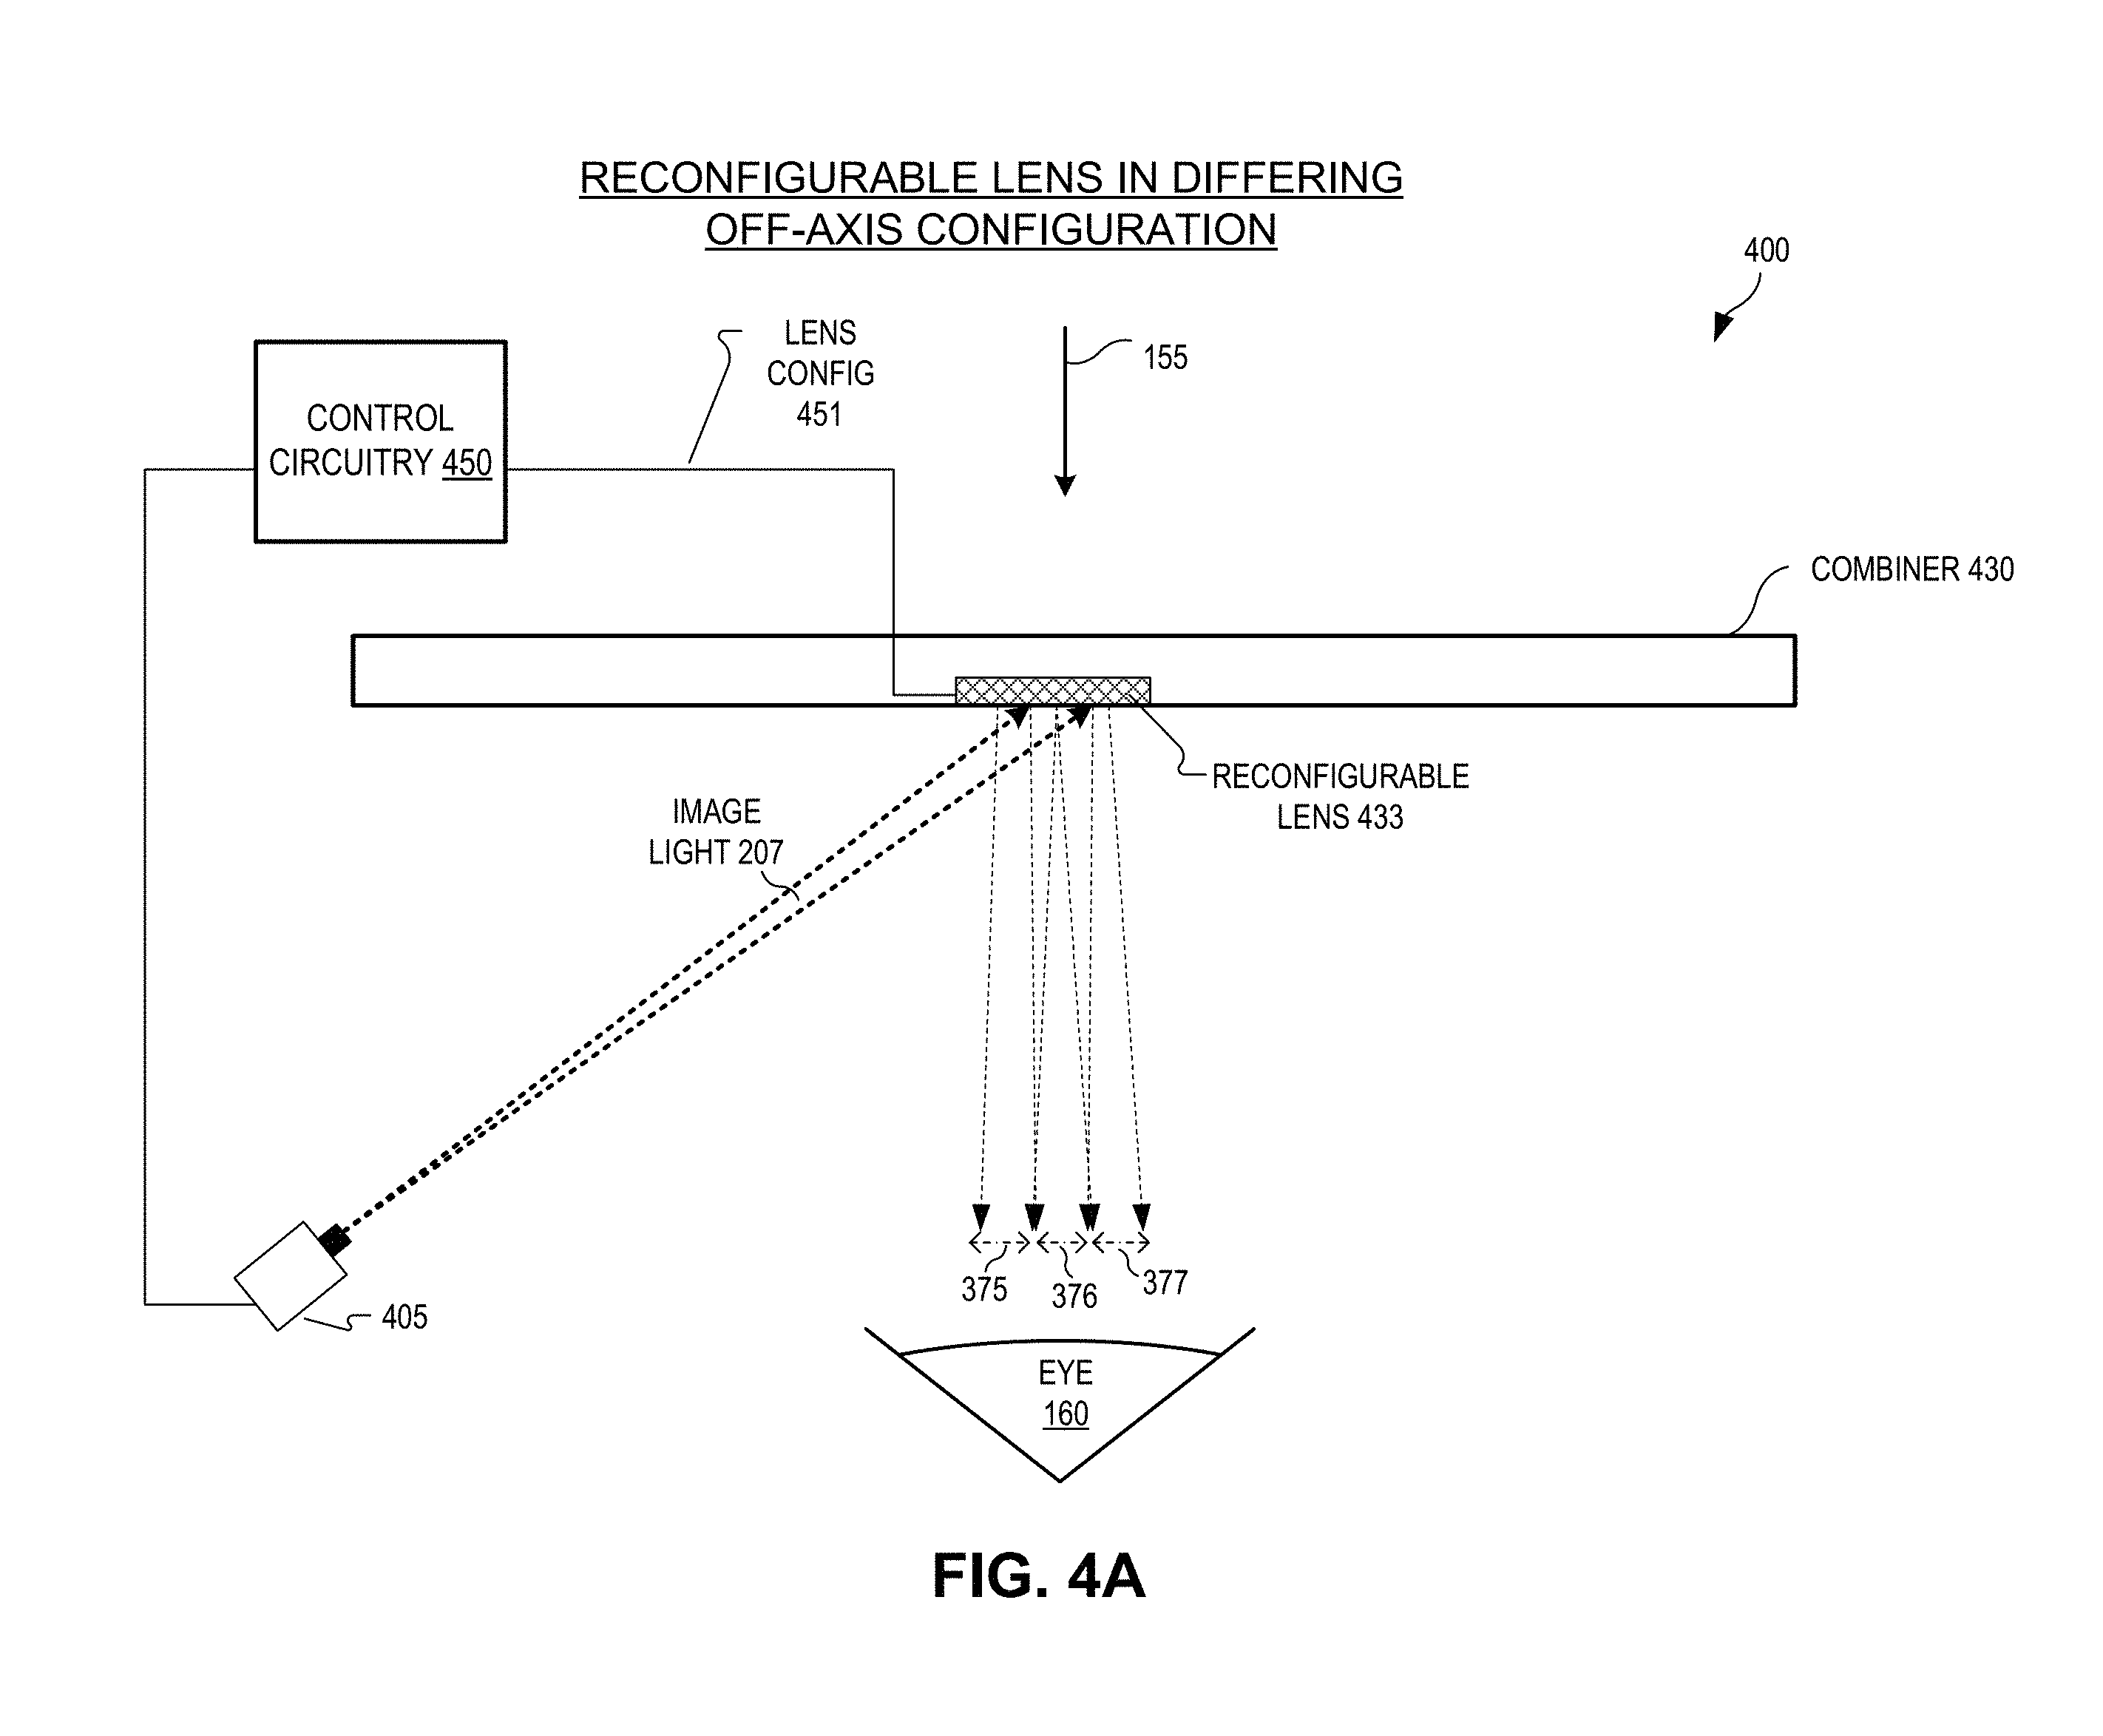 RECONFIGURABLE LENS IN DIFFERING
OFF-AXIS CONFIGURATION
400
LENS
CONFIG
451
155
CONTROL
CIRCUITRY 450
COMBINER 430
RECONFIGURABLE
LENS 433
IMAGE
LIGHT 207
375
376
377
405
EYE
160
FIG. 4A